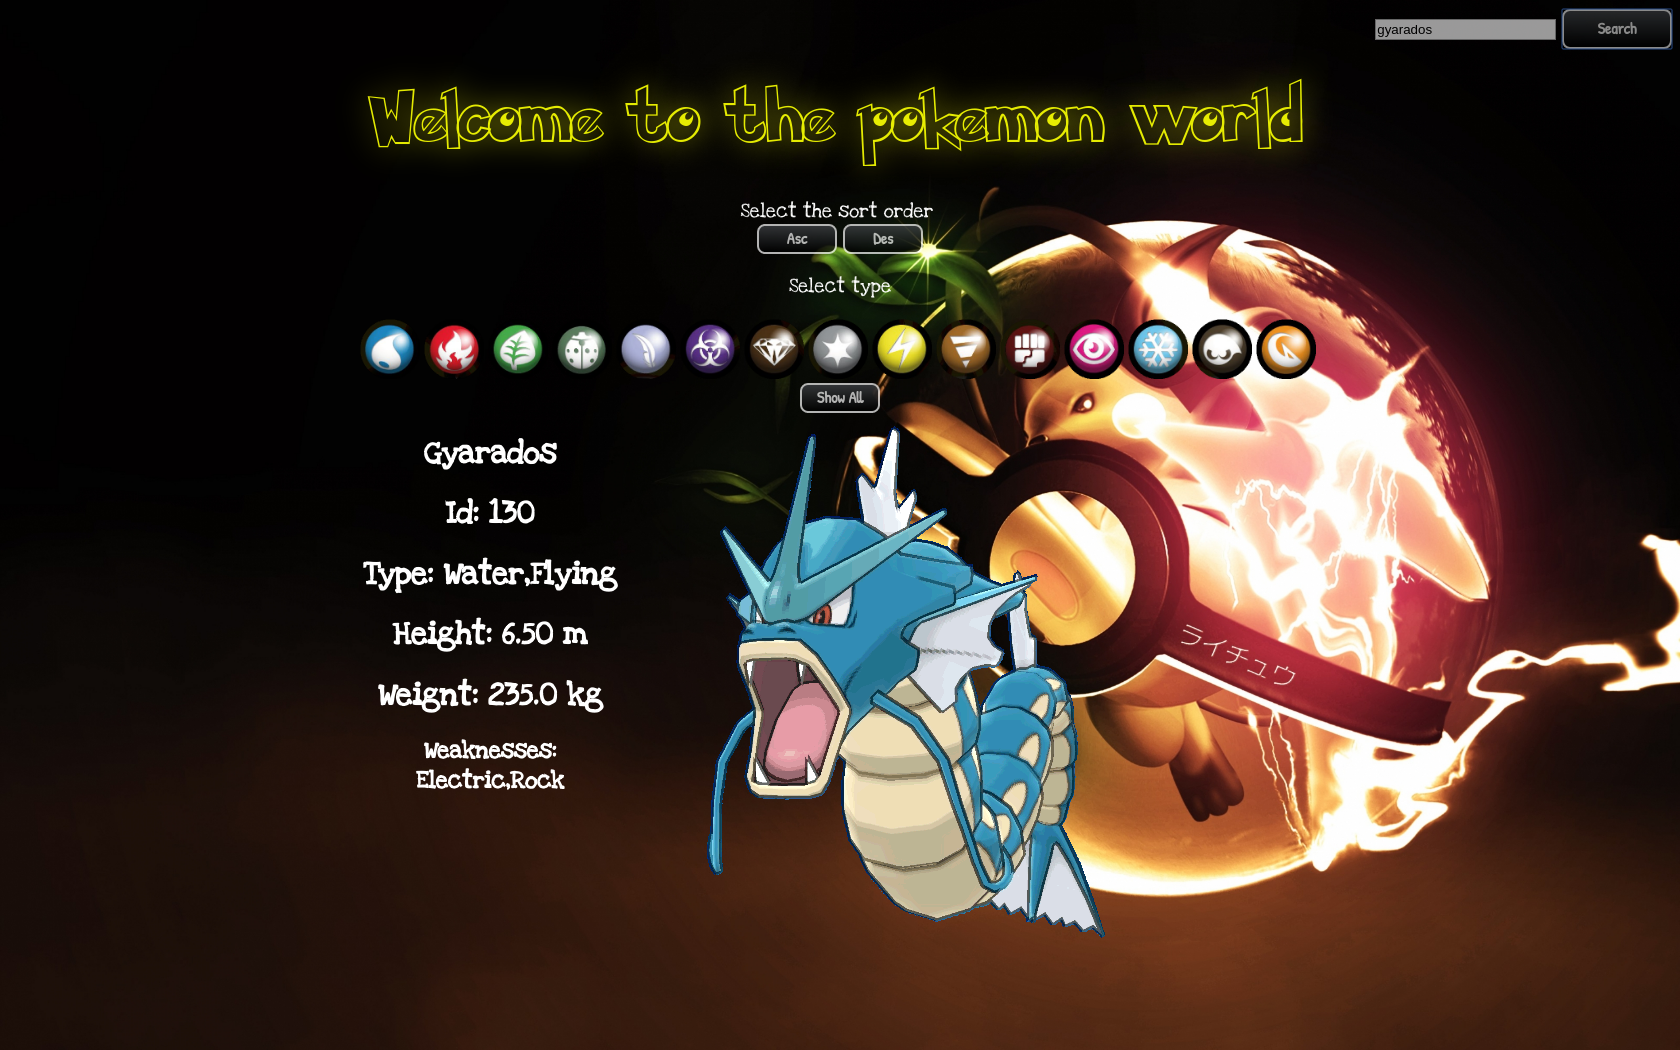 gyarados
Search
Welcome to the pokemon world
Select the sort order
Asc
Des
Select type
Show All
Gyarados
Id: 130
Type: Water,Flying
Height: 6.50 m
Weignt: 235.0 kg
Weaknesses:
Electric,Rock
ライチュウ